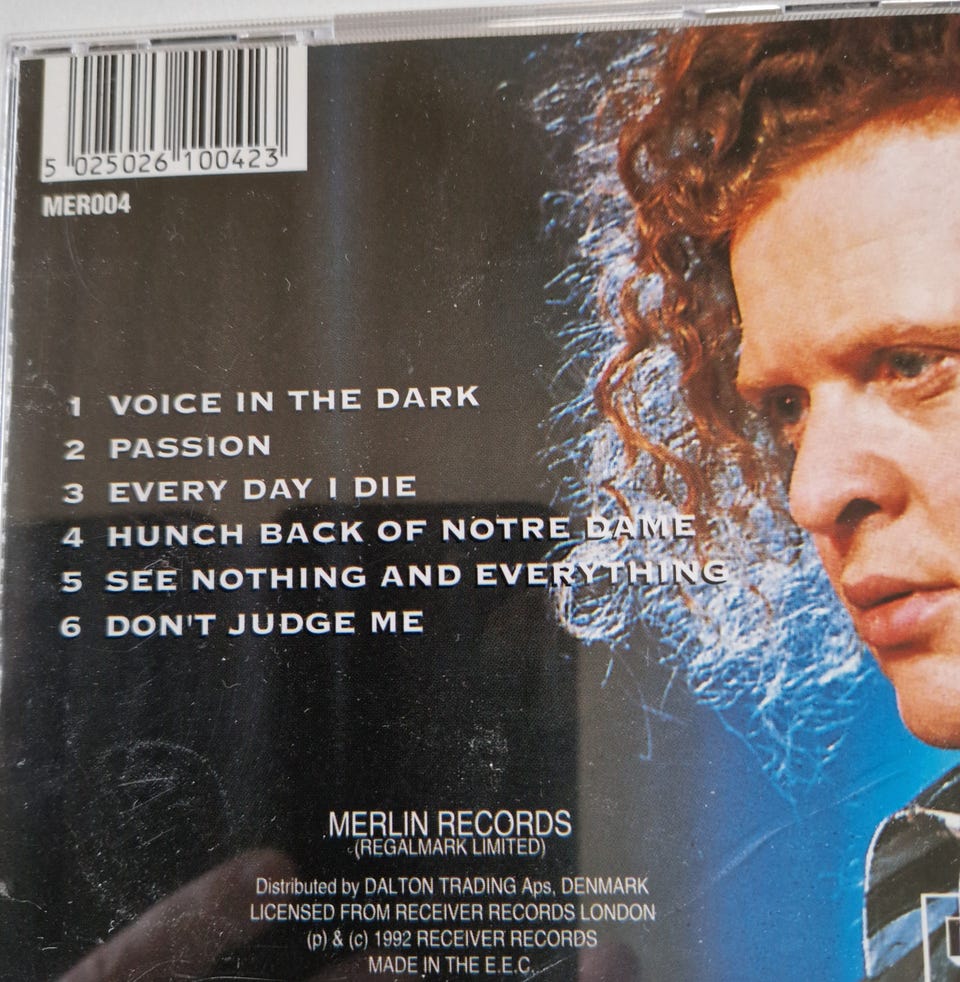 5 025026 100423
MER004
1 VOICE IN THE DARK
2 PASSION
3 EVERY DAY I DIE
4 HUNCH BACK OF NOTRE DAME
5 SEE NOTHING AND EVERYTHING
6 DON'T JUDGE ME
MERLIN RECORDS
(REGALMARK LIMITED)
Distributed by DALTON TRADING Aps, DENMARK
LICENSED FROM RECEIVER RECORDS LONDON
(p) & (c) 1992 RECEIVER RECORDS
MADE IN THE E.E.C.